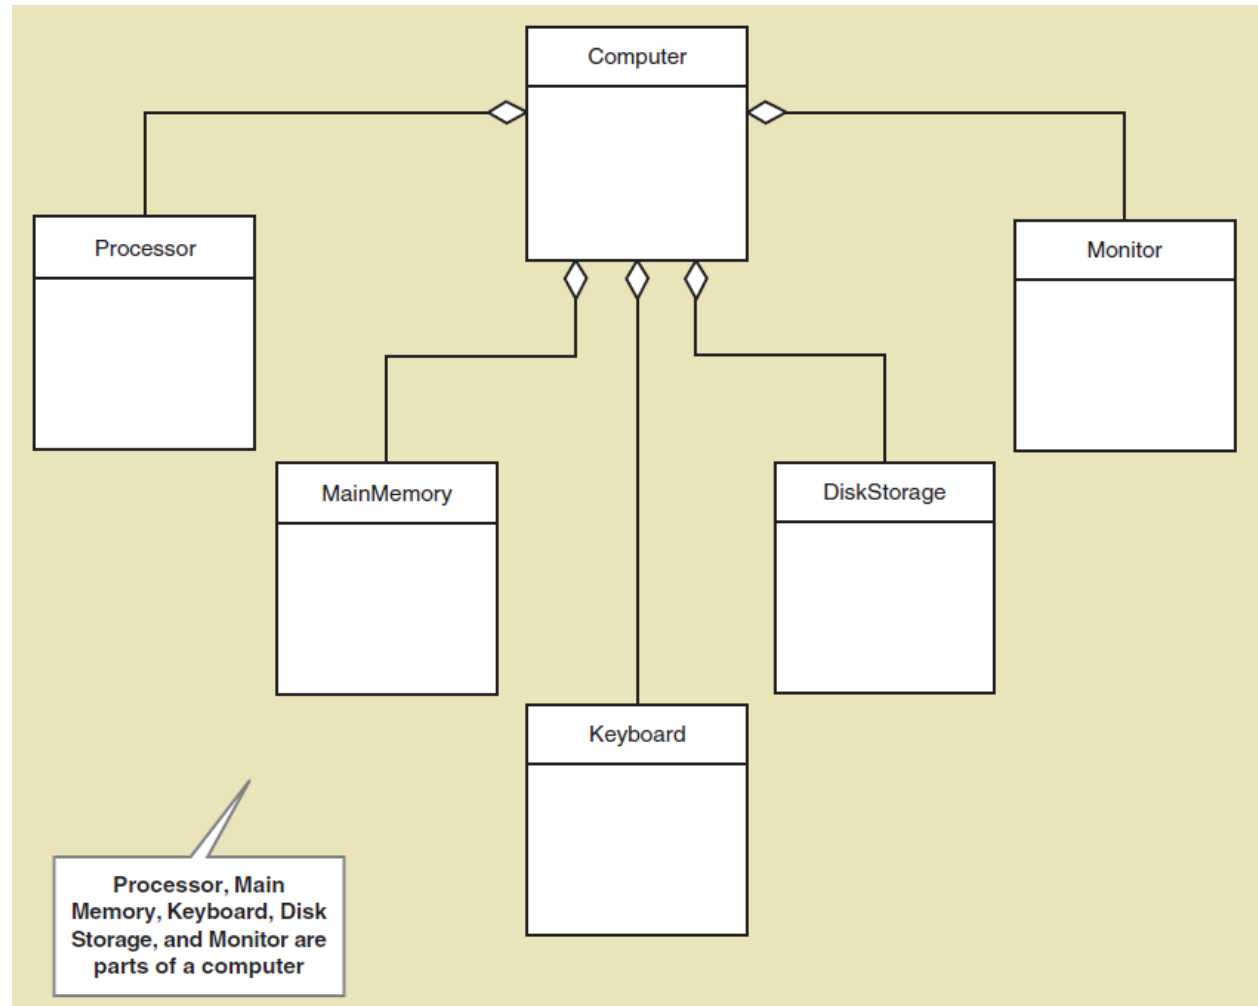 Computer
Processor
Monitor
MainMemory
DiskStorage
Keyboard
Processor, Main
Memory, Keyboard, Disk
Storage, and Monitor are
parts of a computer